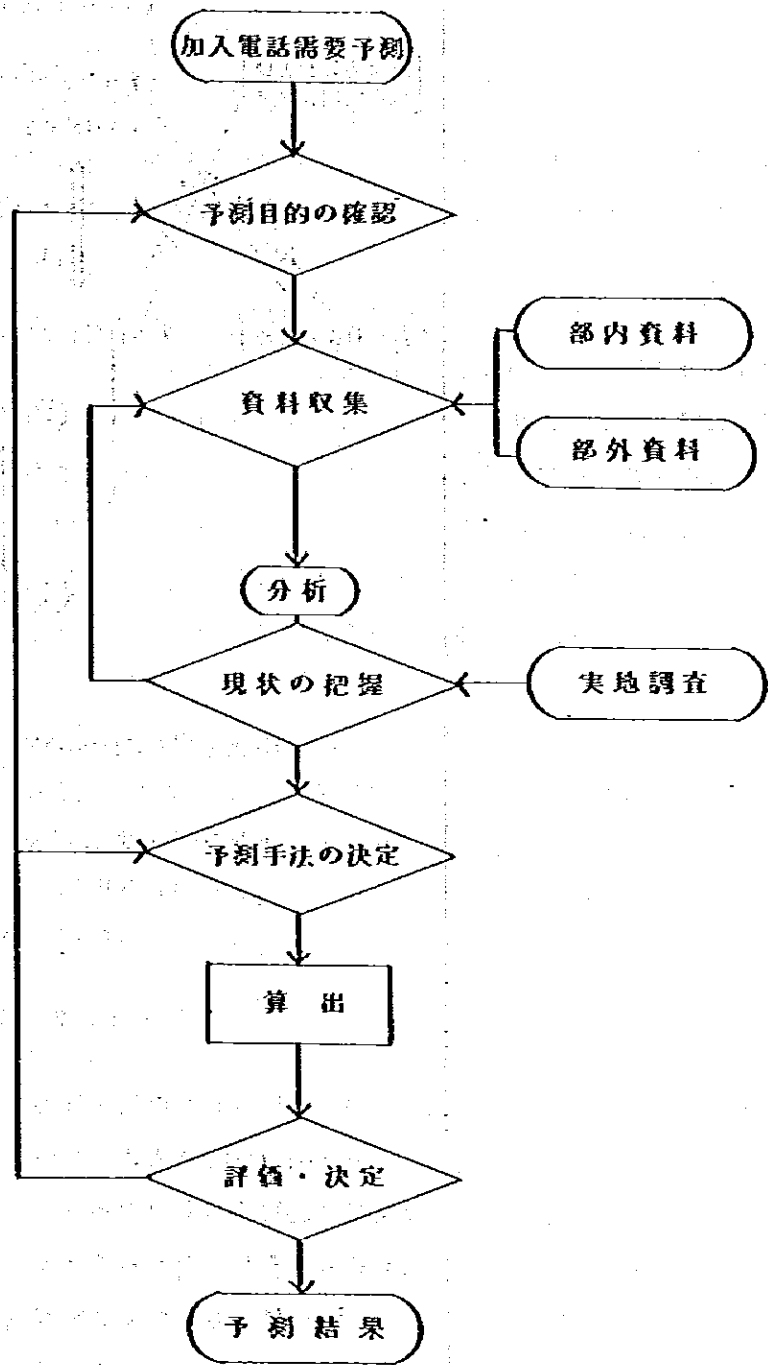 加入電話需要予測
予測目的の確認
部内資料
資料収集
部外資料
分析
現状の把握
実地調査
予測手法の決定
算出
評価・決定
予測結果